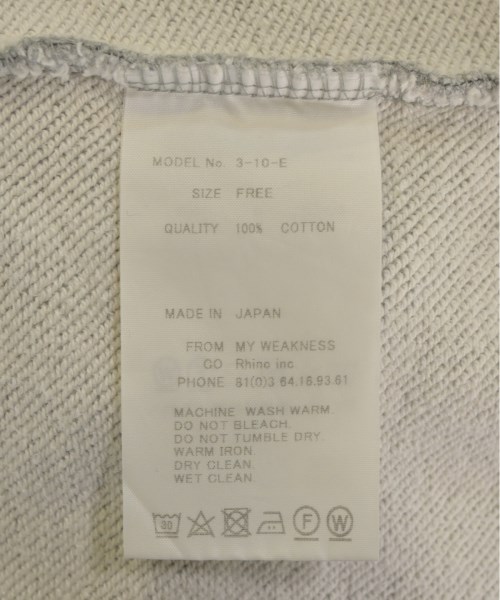 MODEL No. 3-10-E
SIZE FREE
QUALITY 100% COTTON
MADE IN JAPAN
FROM MY WEAKNESS
CO Rhino inc
PHONE 81(0)3 64.16.93.61
MACHINE WASH WARM.
DO NOT BLEACH.
DO NOT TUMBLE DRY.
WARM IRON.
DRY CLEAN.
WET CLEAN.
30 F W